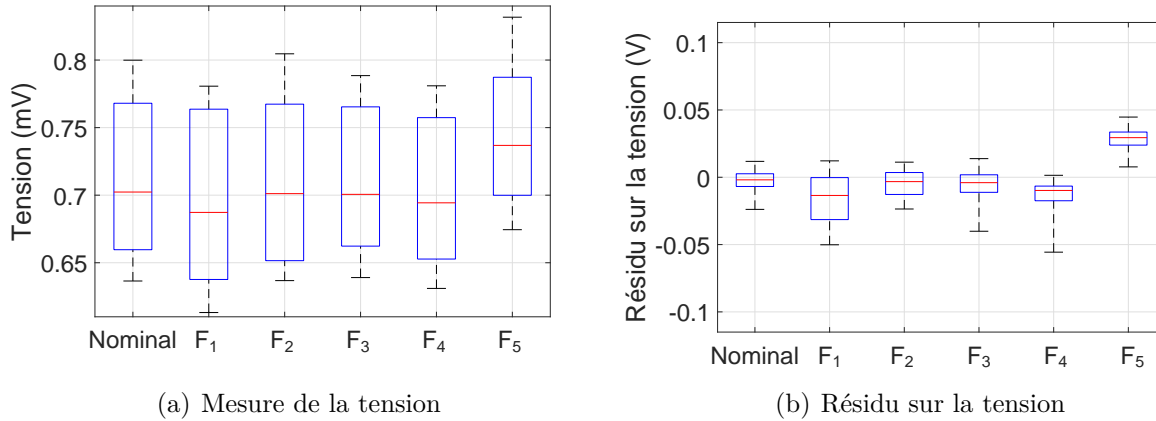 Tension (mV)
0.8
0.75
0.7
0.65
Nominal F₁ F₂ F₃ F₄ F₅
(a) Mesure de la tension
Résidu sur la tension (V)
0.1
0.05
0
-0.05
-0.1
Nominal F₁ F₂ F₃ F₄ F₅
(b) Résidu sur la tension